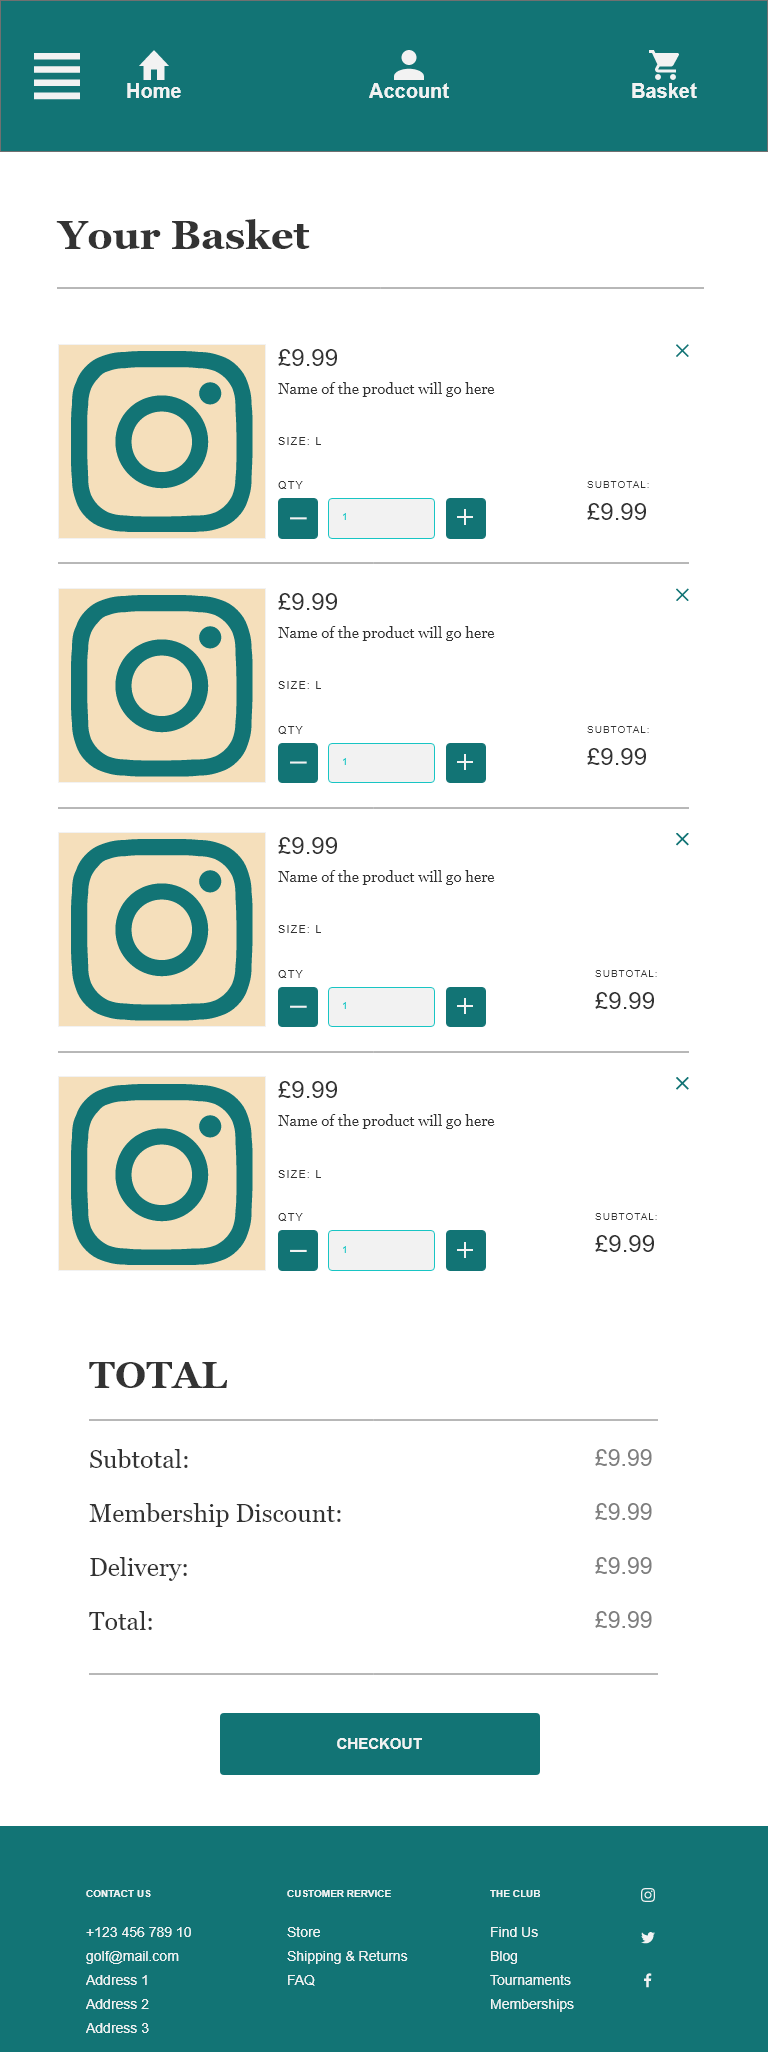 Home
Account
Basket
Your Basket
£9.99
Name of the product will go here
SIZE: L
QTY
1
SUBTOTAL:
£9.99
£9.99
Name of the product will go here
SIZE: L
QTY
1
SUBTOTAL:
£9.99
£9.99
Name of the product will go here
SIZE: L
QTY
1
SUBTOTAL:
£9.99
£9.99
Name of the product will go here
SIZE: L
QTY
1
SUBTOTAL:
£9.99
TOTAL
Subtotal: £9.99
Membership Discount: £9.99
Delivery: £9.99
Total: £9.99
CHECKOUT
CONTACT US
+123 456 789 10
golf@mail.com
Address 1
Address 2
Address 3
CUSTOMER RERVICE
Store
Shipping & Returns
FAQ
THE CLUB
Find Us
Blog
Tournaments
Memberships